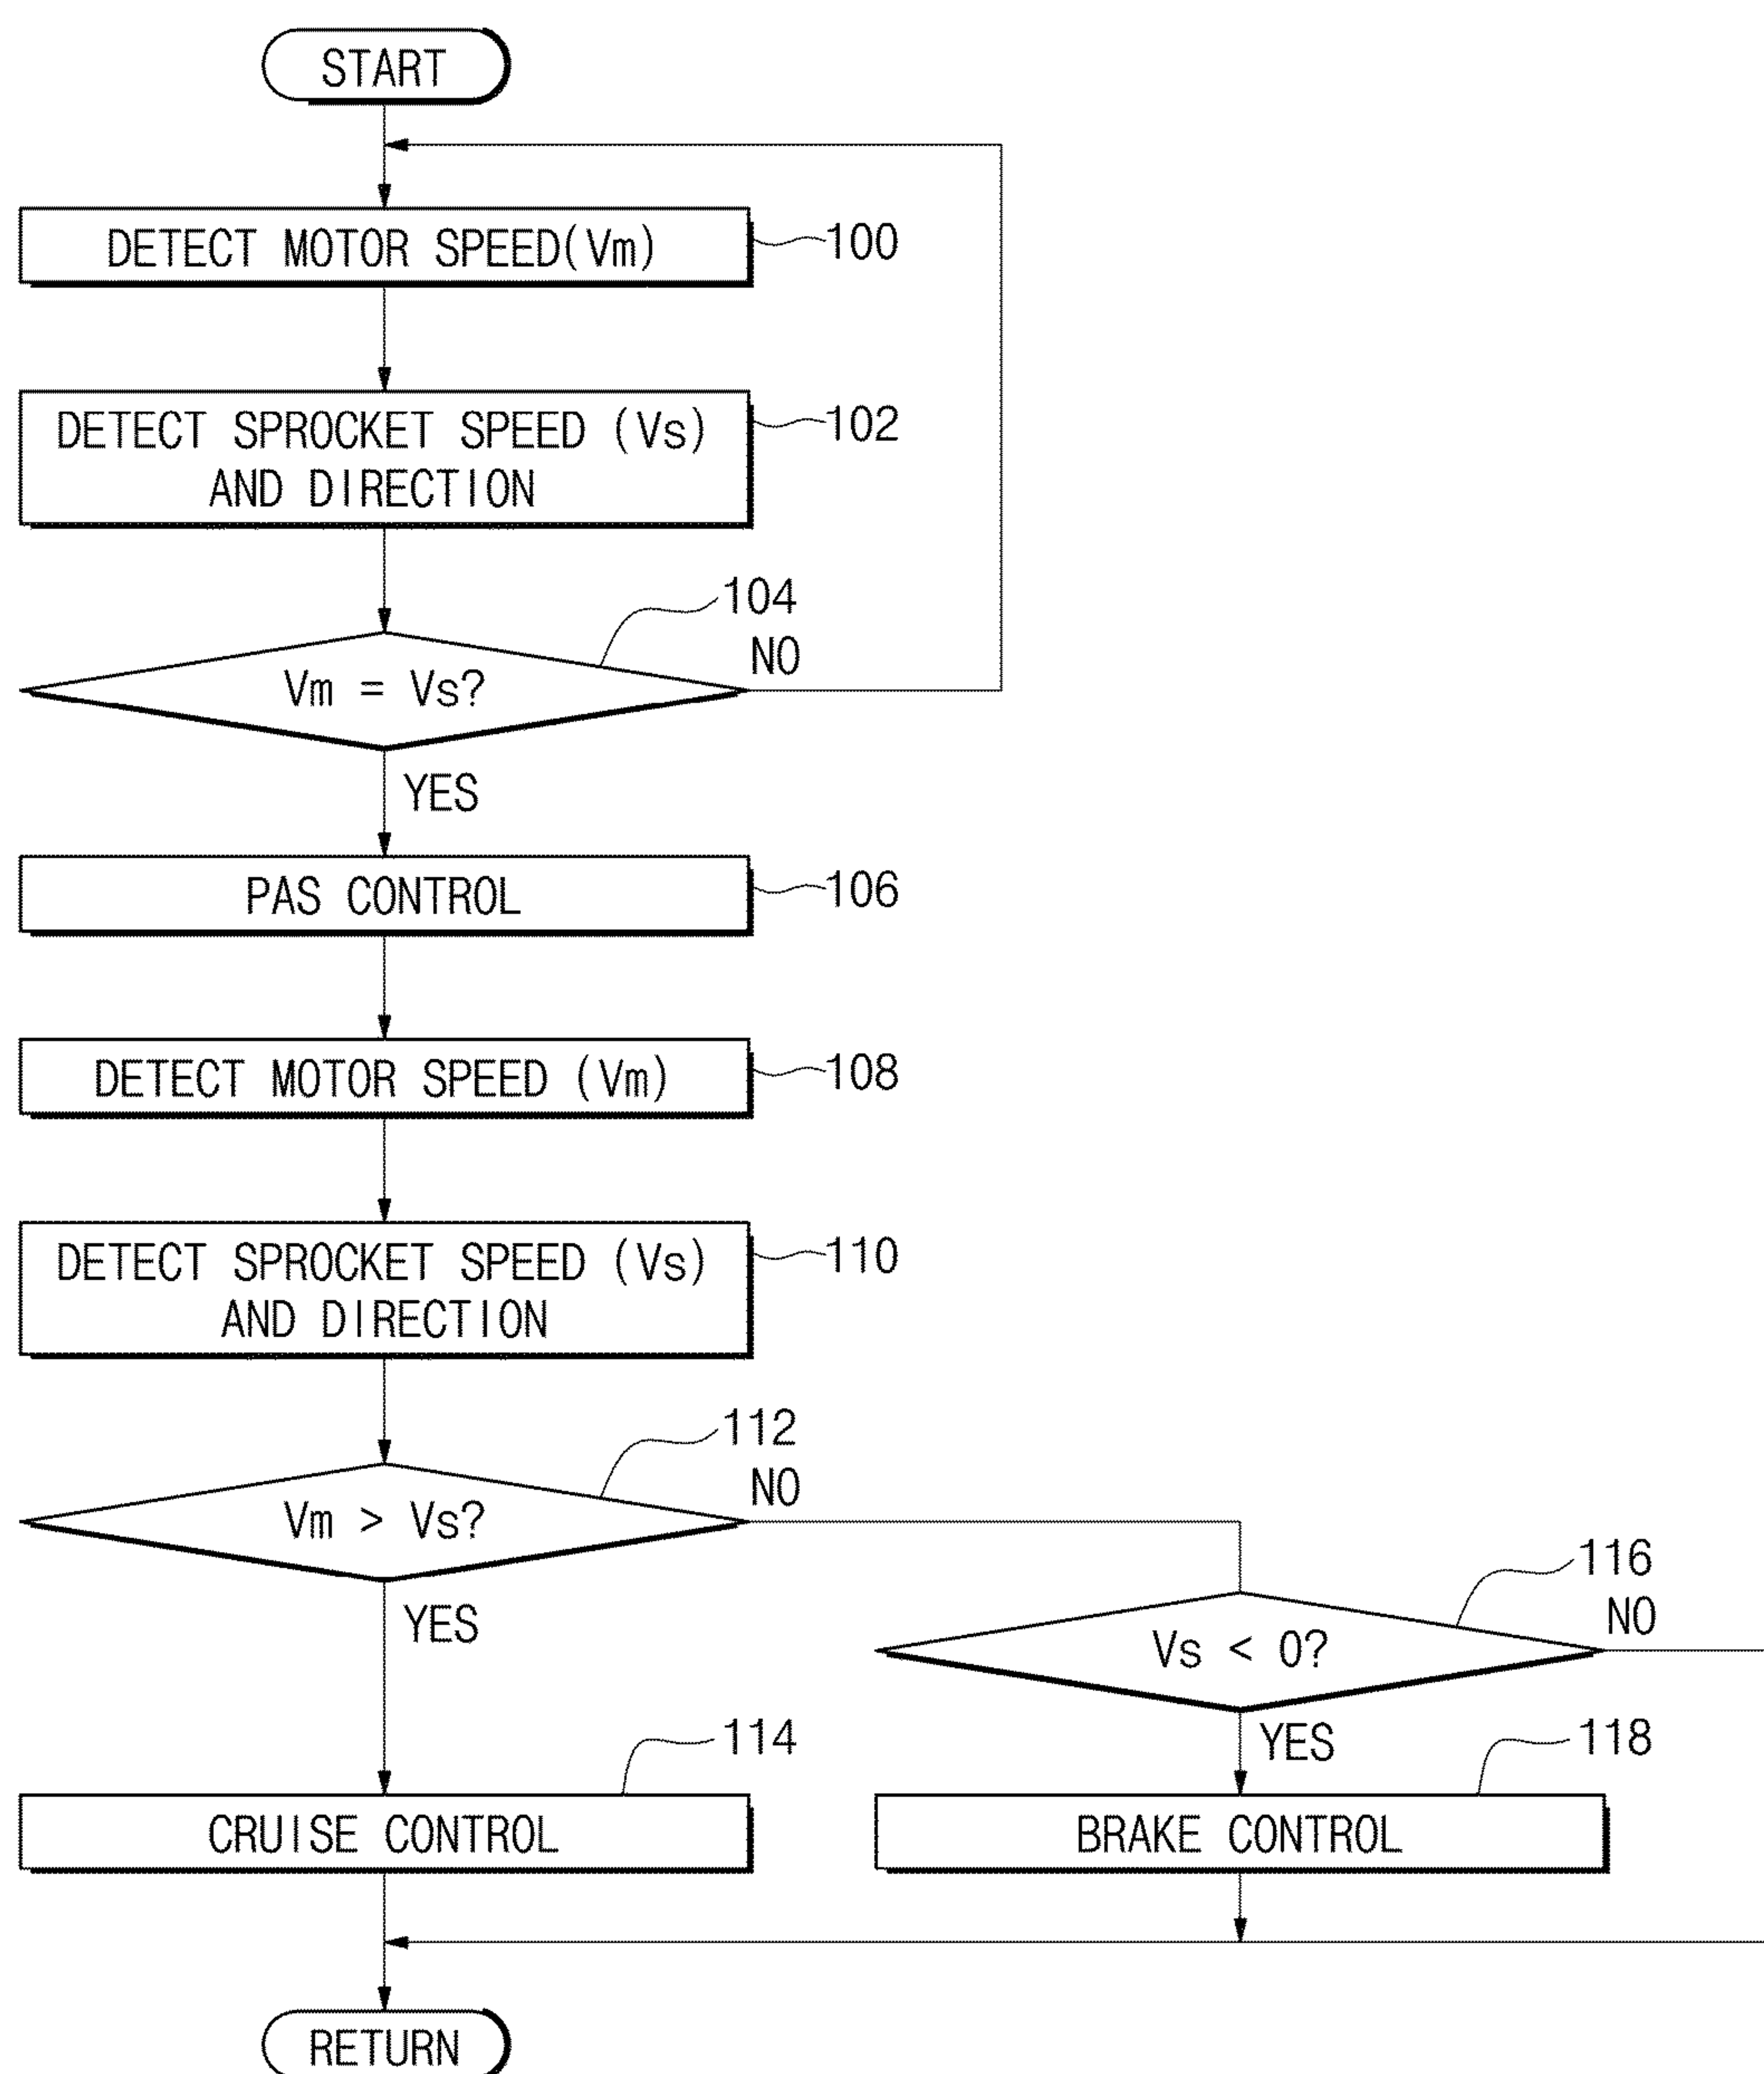 START
DETECT MOTOR SPEED(Vm)
100
DETECT SPROCKET SPEED (Vs)
AND DIRECTION
102
104
Vm = Vs?
NO
YES
PAS CONTROL
106
DETECT MOTOR SPEED (Vm)
108
DETECT SPROCKET SPEED (Vs)
AND DIRECTION
110
112
Vm > Vs?
NO
YES
116
Vs < 0?
NO
YES
114
CRUISE CONTROL
118
BRAKE CONTROL
RETURN